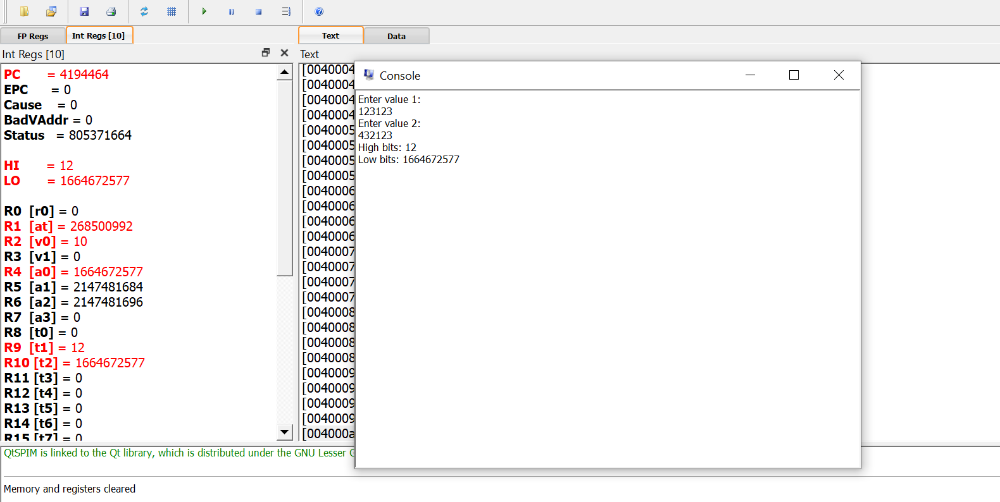 FP Regs
Int Regs [10]
Text
Data
Int Regs [10]
Text
PC = 4194464
EPC = 0
Cause = 0
BadVAddr = 0
Status = 805371664
HI = 12
LO = 1664672577
R0 [r0] = 0
R1 [at] = 268500992
R2 [v0] = 10
R3 [v1] = 0
R4 [a0] = 1664672577
R5 [a1] = 2147481684
R6 [a2] = 2147481696
R7 [a3] = 0
R8 [t0] = 0
R9 [t1] = 12
R10 [t2] = 1664672577
R11 [t3] = 0
R12 [t4] = 0
R13 [t5] = 0
R14 [t6] = 0
R15 [t7] = 0
[0040004
[0040004
[0040004
[0040004
[0040005
[0040005
[0040005
[0040005
[0040006
[0040006
[0040006
[0040006
[0040007
[0040007
[0040007
[0040007
[0040008
[0040008
[0040008
[0040008
[0040009
[0040009
[0040009
[0040009
[004000a
Console
Enter value 1:
123123
Enter value 2:
432123
High bits: 12
Low bits: 1664672577
QtSPIM is linked to the Qt library, which is distributed under the GNU Lesser G
Memory and registers cleared